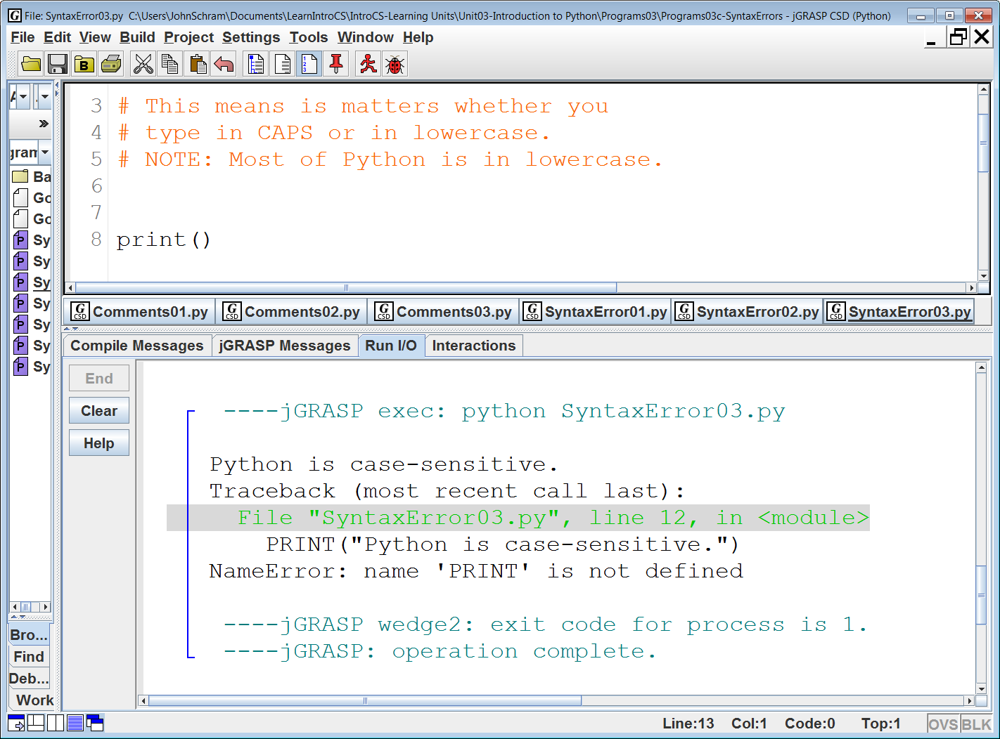 File: SyntaxError03.py  C:\Users\JohnSchram\Documents\LearnIntroCS\IntroCS-Learning Units\Unit03-Introduction to Python\Programs03\Programs03c-SyntaxErrors - jGRASP CSD (Python)
File Edit View Build Project Settings Tools Window Help
3 # This means is matters whether you
4 # type in CAPS or in lowercase.
5 # NOTE: Most of Python is in lowercase.
6
7
8 print()
gram
Ba
Go
Go
Sy
Sy
Sy
Sy
Sy
Sy
Sy
Comments01.py Comments02.py Comments03.py SyntaxError01.py SyntaxError02.py SyntaxError03.py
Compile Messages jGRASP Messages Run I/O Interactions
End
Clear
Help
----jGRASP exec: python SyntaxError03.py
Python is case-sensitive.
Traceback (most recent call last):
File "SyntaxError03.py", line 12, in <module>
PRINT("Python is case-sensitive.")
NameError: name 'PRINT' is not defined
----jGRASP wedge2: exit code for process is 1.
----jGRASP: operation complete.
Bro...
Find
Deb...
Work
Line:13 Col:1 Code:0 Top:1 OVS BLK